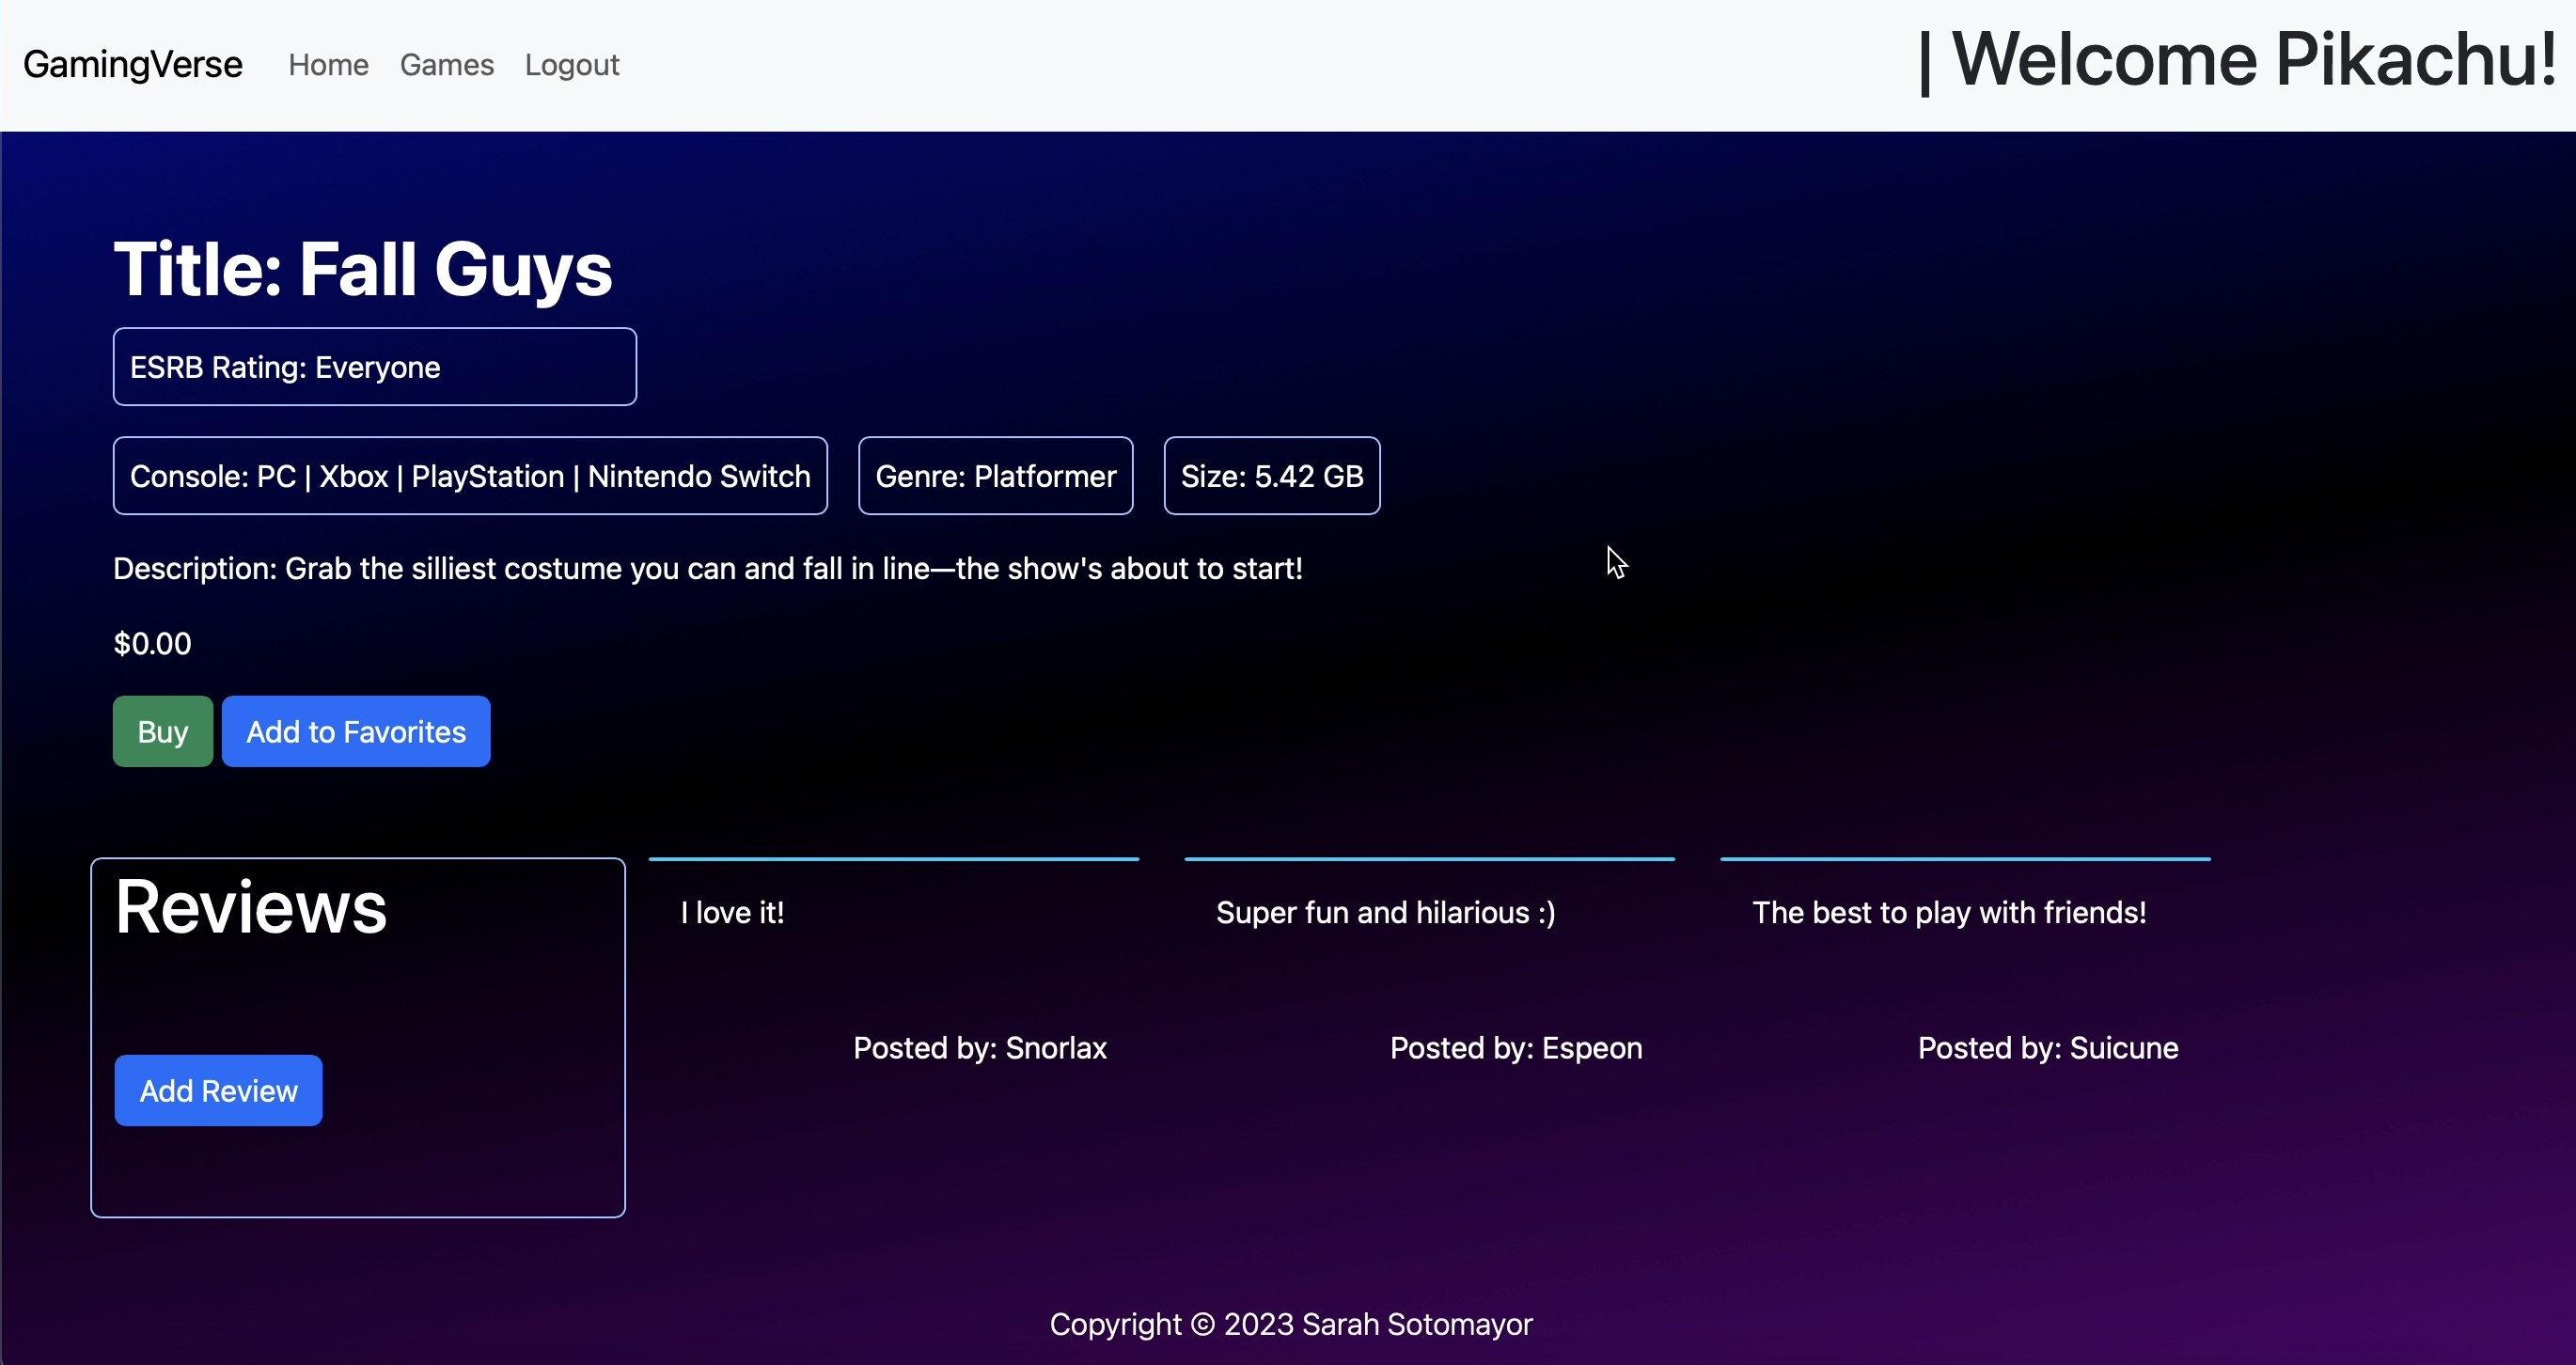 GamingVerse Home Games Logout | Welcome Pikachu!
Title: Fall Guys
ESRB Rating: Everyone
Console: PC | Xbox | PlayStation | Nintendo Switch
Genre: Platformer
Size: 5.42 GB
Description: Grab the silliest costume you can and fall in line—the show's about to start!
$0.00
Buy
Add to Favorites
Reviews
Add Review
I love it!
Posted by: Snorlax
Super fun and hilarious :)
Posted by: Espeon
The best to play with friends!
Posted by: Suicune
Copyright © 2023 Sarah Sotomayor